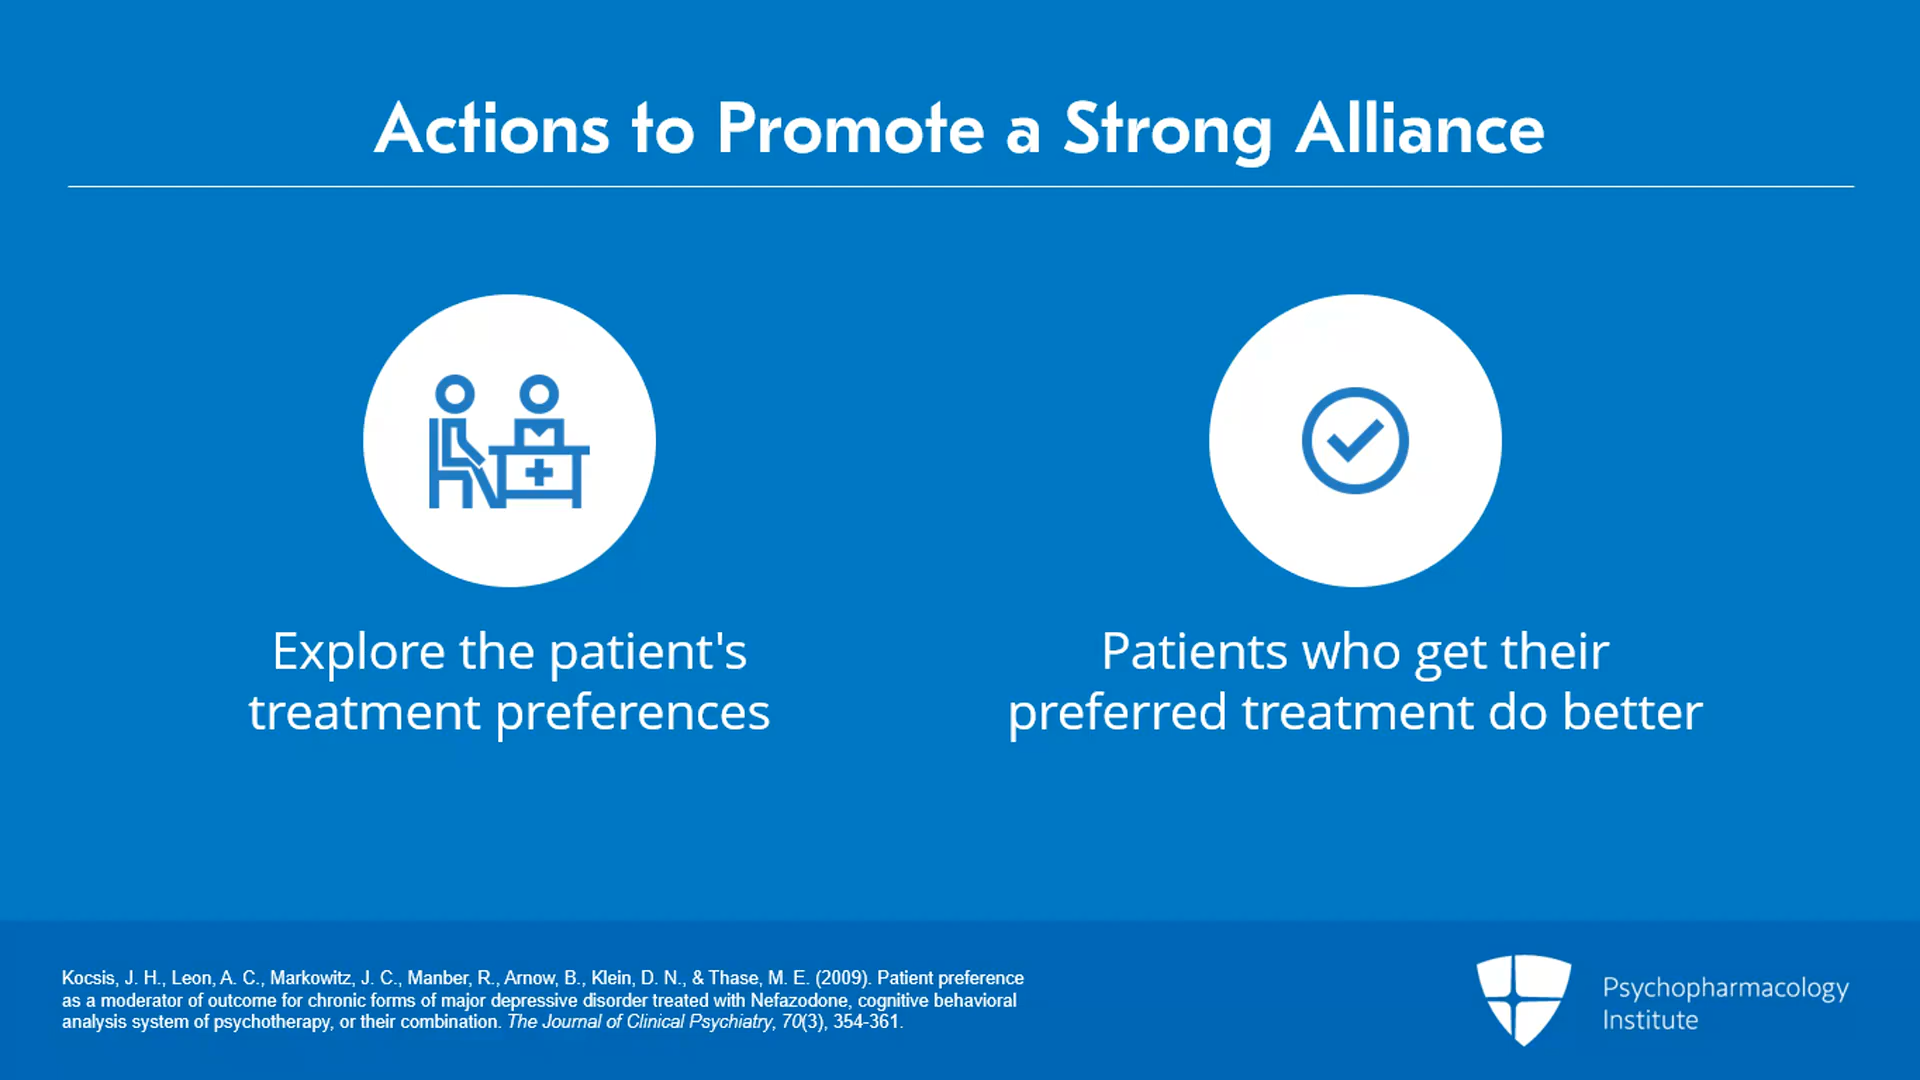 Actions to Promote a Strong Alliance
Explore the patient's
treatment preferences
Patients who get their
preferred treatment do better
Kocsis, J. H., Leon, A. C., Markowitz, J. C., Manber, R., Arnow, B., Klein, D. N., & Thase, M. E. (2009). Patient preference
as a moderator of outcome for chronic forms of major depressive disorder treated with Nefazodone, cognitive behavioral
analysis system of psychotherapy, or their combination. The Journal of Clinical Psychiatry, 70(3), 354-361.
Psychopharmacology
Institute